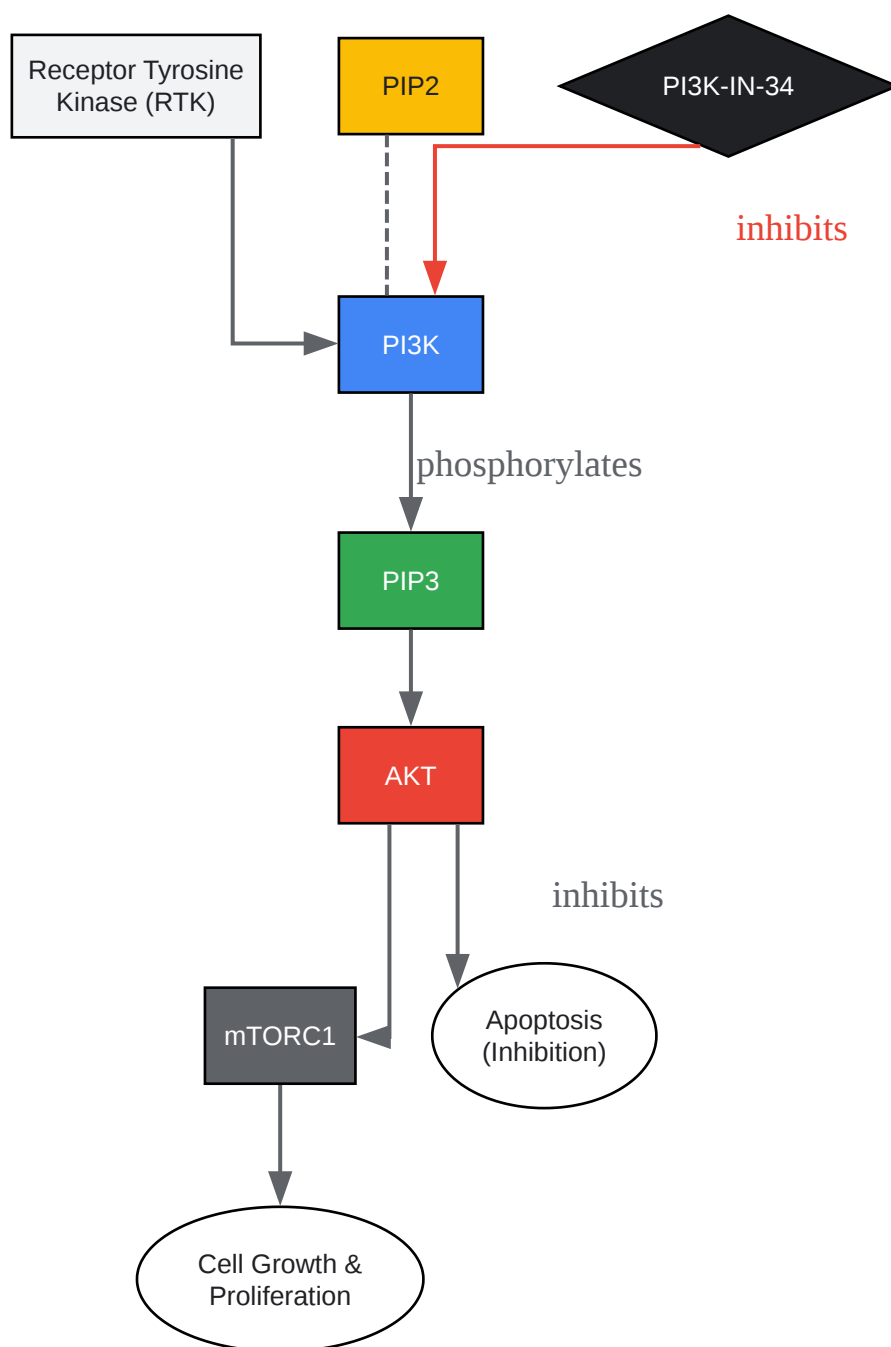 Receptor Tyrosine
Kinase (RTK)
PIP2
PI3K-IN-34
inhibits
PI3K
phosphorylates
PIP3
AKT
inhibits
mTORC1
Apoptosis
(Inhibition)
Cell Growth &
Proliferation